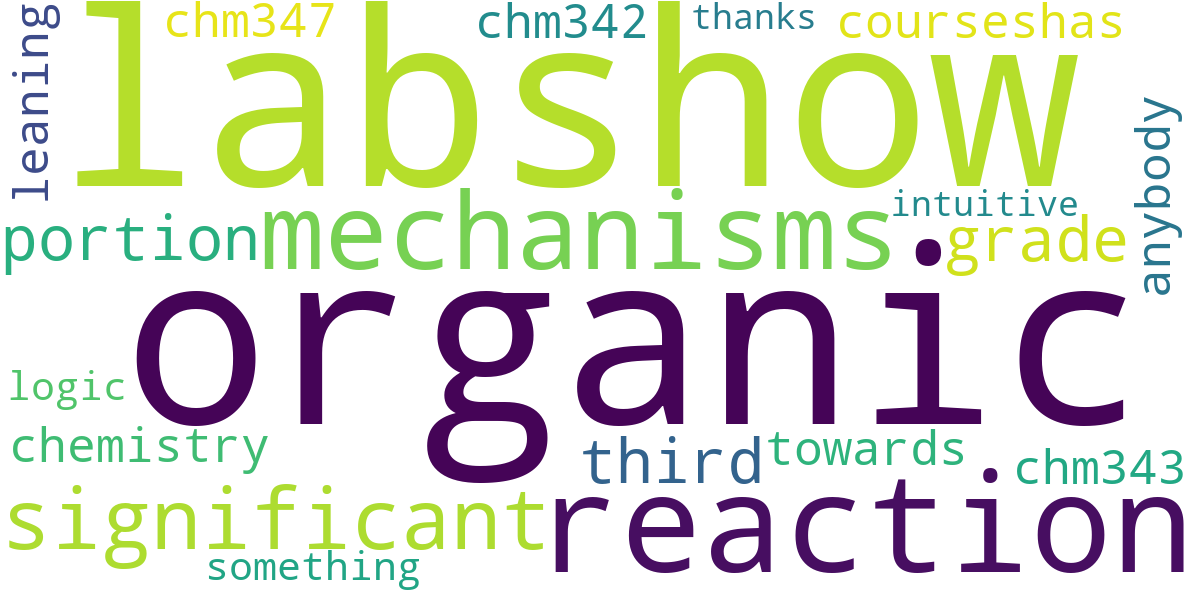 chm347
chm342
thanks
courseshas
leaning
labshow
anybody
intuitive
portion
mechanisms
grade
organic
logic
chemistry
third
towards
chm343
significant
reaction
something